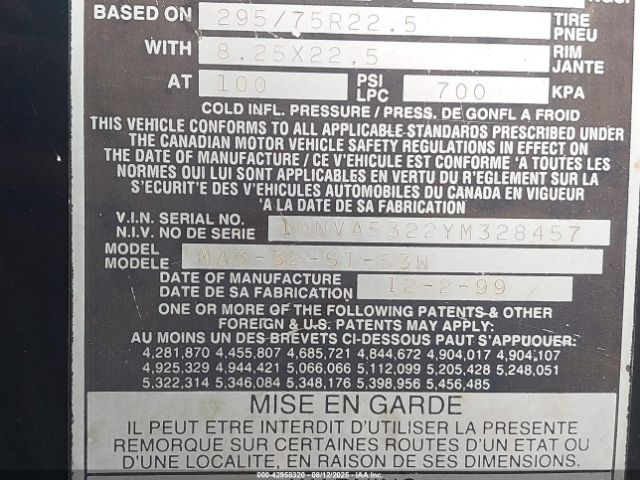 BASED ON 295/75R22.5 TIRE PNEU
WITH 8.25X22.5 RIM JANTE
AT 100 PSI LPC 700 KPA
COLD INFL. PRESSURE / PRESS. DE GONFL A FROID
THIS VEHICLE CONFORMS TO ALL APPLICABLE STANDARDS PRESCRIBED UNDER
THE CANADIAN MOTOR VEHICLE SAFETY REGULATIONS IN EFFECT ON
THE DATE OF MANUFACTURE / CE V'EHICULE EST CONFORME 'A TOUTES LES
NORMES QUI LUI SONT APPLICABLES EN VERTU DU R'EGLEMENT SUR LA
S'ECURIT'E DES V'EHICULES AUTOMOBILES DU CANADA EN VIGUEUR
'A LA DATE DE SA FABRICATION
V.I.N. SERIAL NO.
N.I.V. NO DE SERIE 1NNVA5322YM328457
MODEL
MODELE MA3-32-ST-53W
DATE OF MANUFACTURE
DATE DE SA FABRICATION 12-2-99
ONE OR MORE OF THE FOLLOWING PATENTS & OTHER
FOREIGN & U.S. PATENTS MAY APPLY:
AU MOINS UN DES BREVETS CI-DESSOUS PAUT S'APPUQUER:
4,281,870 4,455,807 4,685,721 4,844,672 4,904,017 4,904,107
4,925,329 4,944,421 5,066,066 5,112,099 5,205,428 5,248,051
5,322,314 5,346,084 5,348,176 5,398,956 5,456,485
MISE EN GARDE
IL PEUT ETRE INTERDIT D'UTILISER LA PRESENTE
REMORQUE SUR CERTAINES ROUTES D'UN ETAT OU
D'UNE LOCALITE, EN RAISON DE SES DIMENSIONS.
000-42958320 - 08/12/2025 - IAAI.COM